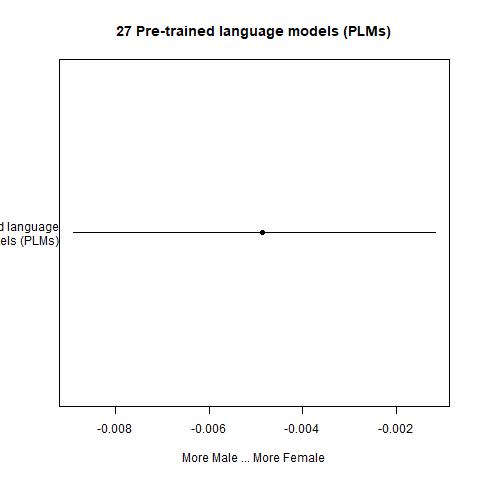 27 Pre-trained language models (PLMs)
language
(PLMs)
-0.008 -0.006 -0.004 -0.002
More Male ... More Female